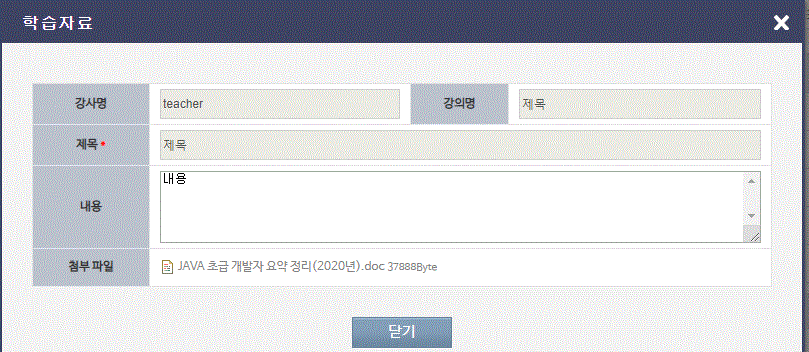 학습자료
강사명 teacher 강의명 제목
제목 * 제목
내용 내용
첨부 파일 JAVA 초급 개발자 요약 정리(2020년).doc 37888Byte
닫기